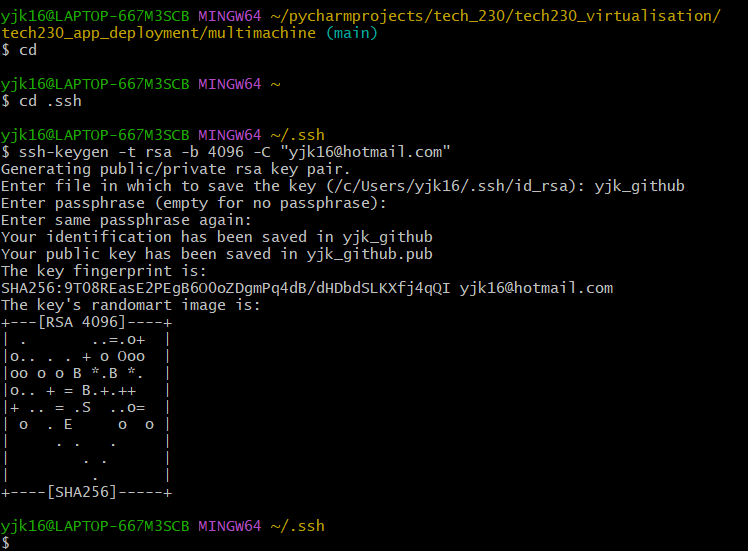 yjk16@LAPTOP-667M3SCB MINGW64 ~/pycharmprojects/tech_230/tech230_virtualisation/
tech230_app_deployment/multimachine (main)
$ cd
yjk16@LAPTOP-667M3SCB MINGW64 ~
$ cd .ssh
yjk16@LAPTOP-667M3SCB MINGW64 ~/.ssh
$ ssh-keygen -t rsa -b 4096 -C "yjk16@hotmail.com"
Generating public/private rsa key pair.
Enter file in which to save the key (/c/Users/yjk16/.ssh/id_rsa): yjk_github
Enter passphrase (empty for no passphrase):
Enter same passphrase again:
Your identification has been saved in yjk_github
Your public key has been saved in yjk_github.pub
The key fingerprint is:
SHA256:9T08REasE2PEgB6OOoZDgmPq4dB/dHDbdSLKXfj4qQI yjk16@hotmail.com
The key's randomart image is:
+---[RSA 4096]----+
| .       ..=.o+  |
|o.. . . + o Ooo  |
|oo o o B *.B *.  |
|o.. + = B.+.++   |
|+ .. = .S  ..o=  |
| o  . E     o  o |
|     . .   .     |
|        . .      |
|         .       |
+----[SHA256]-----+
yjk16@LAPTOP-667M3SCB MINGW64 ~/.ssh
$